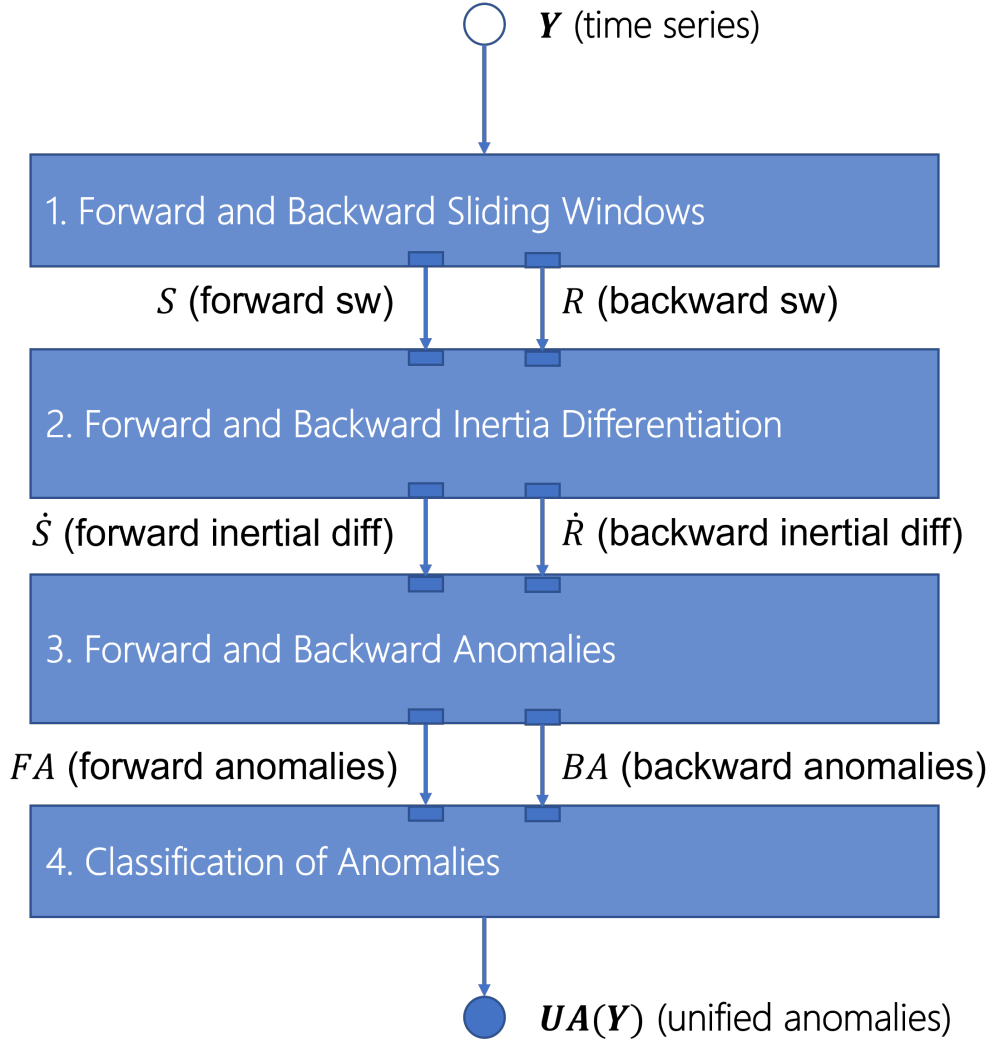 Y (time series)
1. Forward and Backward Sliding Windows
S (forward sw) R (backward sw)
2. Forward and Backward Inertia Differentiation
Ṡ (forward inertial diff) Ṙ (backward inertial diff)
3. Forward and Backward Anomalies
FA (forward anomalies) BA (backward anomalies)
4. Classification of Anomalies
UA(Y) (unified anomalies)